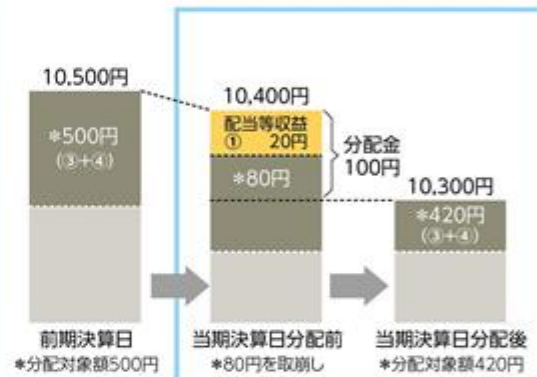 10,500円
*500円
(③+④)
前期決算日
*分配対象額500円
10,400円
配当等収益
① 20円
*80円
分配金
100円
当期決算日分配前
*80円を取崩し
10,300円
*420円
(③+④)
当期決算日分配後
*分配対象額420円